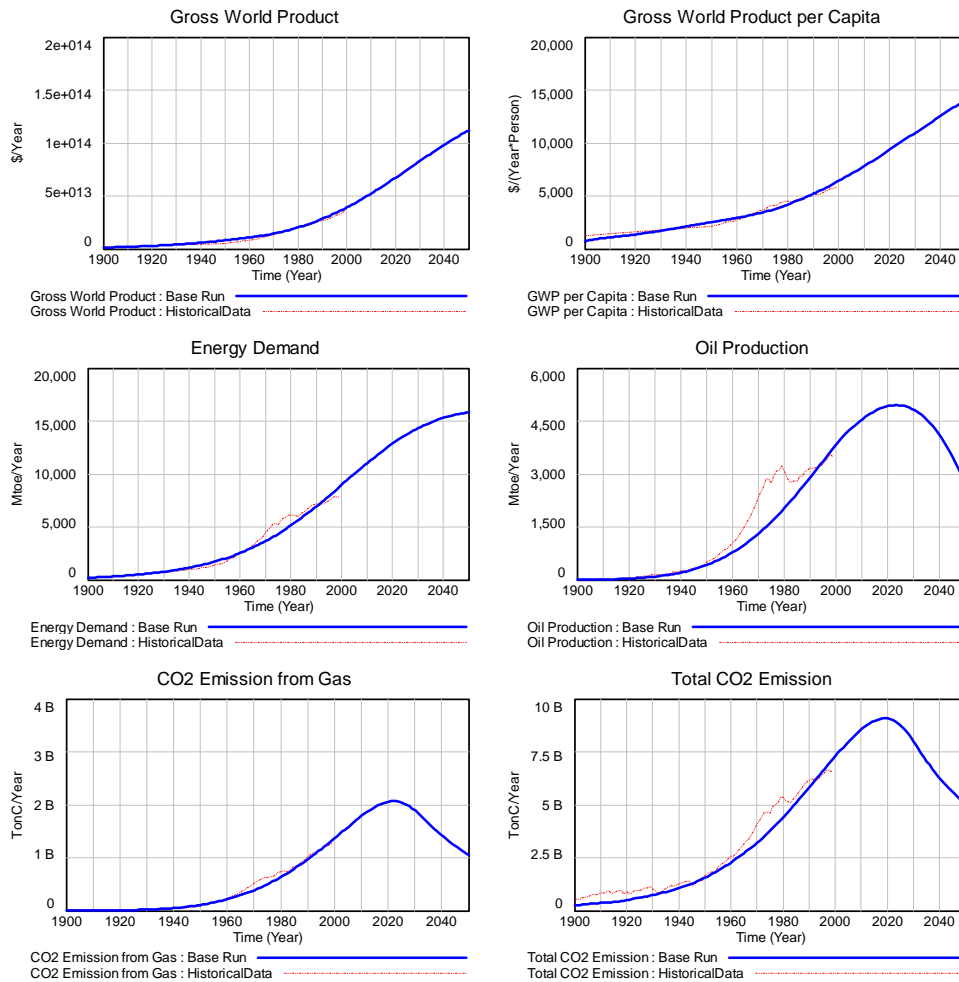 Gross World Product
2e+014
1.5e+014
1e+014
5e+013
0
$/Year
1900 1920 1940 1960 1980 2000 2020 2040
Time (Year)
Gross World Product : Base Run
Gross World Product : HistoricalData
Gross World Product per Capita
20,000
15,000
10,000
5,000
0
$/(Year*Person)
1900 1920 1940 1960 1980 2000 2020 2040
Time (Year)
GWP per Capita : Base Run
GWP per Capita : HistoricalData
Energy Demand
20,000
15,000
10,000
5,000
0
Mtoe/Year
1900 1920 1940 1960 1980 2000 2020 2040
Time (Year)
Energy Demand : Base Run
Energy Demand : HistoricalData
Oil Production
6,000
4,500
3,000
1,500
0
Mtoe/Year
1900 1920 1940 1960 1980 2000 2020 2040
Time (Year)
Oil Production : Base Run
Oil Production : HistoricalData
CO2 Emission from Gas
4 B
3 B
2 B
1 B
0
TonC/Year
1900 1920 1940 1960 1980 2000 2020 2040
Time (Year)
CO2 Emission from Gas : Base Run
CO2 Emission from Gas : HistoricalData
Total CO2 Emission
10 B
7.5 B
5 B
2.5 B
0
TonC/Year
1900 1920 1940 1960 1980 2000 2020 2040
Time (Year)
Total CO2 Emission : Base Run
Total CO2 Emission : HistoricalData